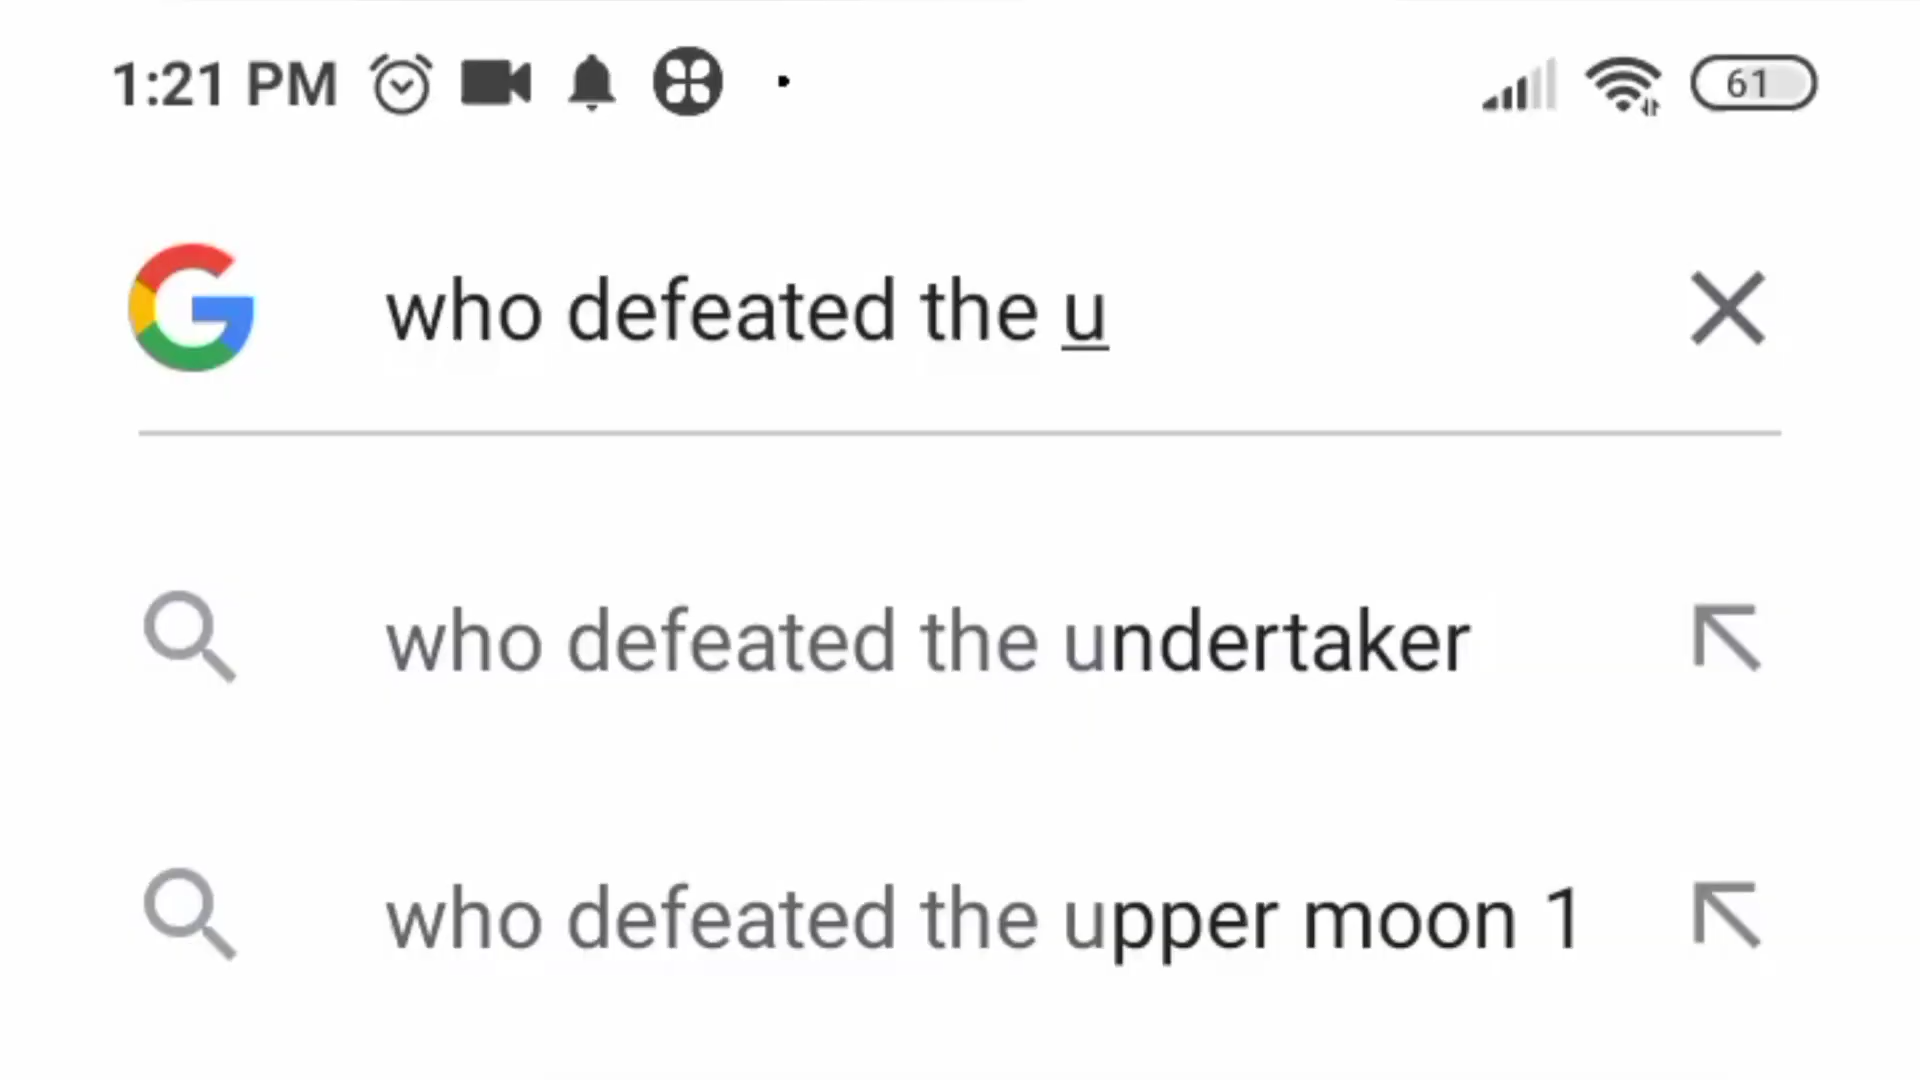 1:21 PM 61
who defeated the u
who defeated the undertaker
who defeated the upper moon 1